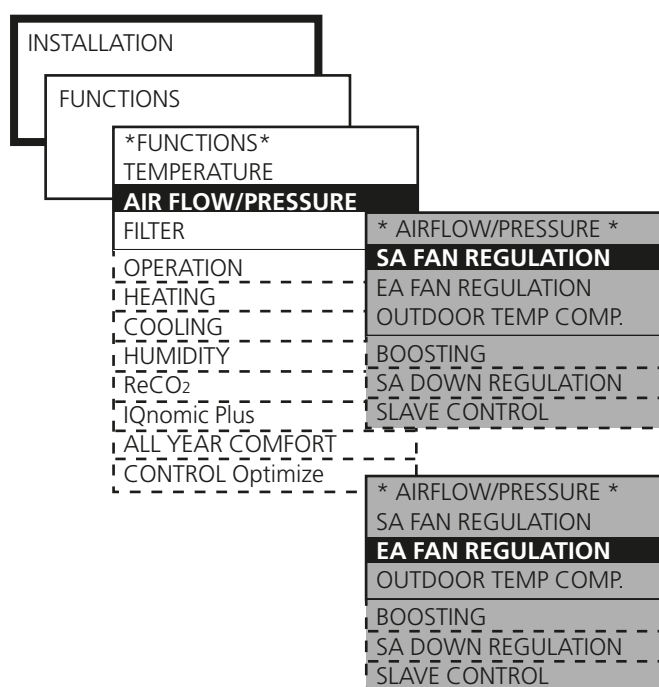 INSTALLATION
FUNCTIONS
*FUNCTIONS*
TEMPERATURE
AIR FLOW/PRESSURE
FILTER
OPERATION
HEATING
COOLING
HUMIDITY
ReCO2
IQnomic Plus
ALL YEAR COMFORT
CONTROL Optimize
* AIRFLOW/PRESSURE *
SA FAN REGULATION
EA FAN REGULATION
OUTDOOR TEMP COMP.
BOOSTING
SA DOWN REGULATION
SLAVE CONTROL
* AIRFLOW/PRESSURE *
SA FAN REGULATION
EA FAN REGULATION
OUTDOOR TEMP COMP.
BOOSTING
SA DOWN REGULATION
SLAVE CONTROL